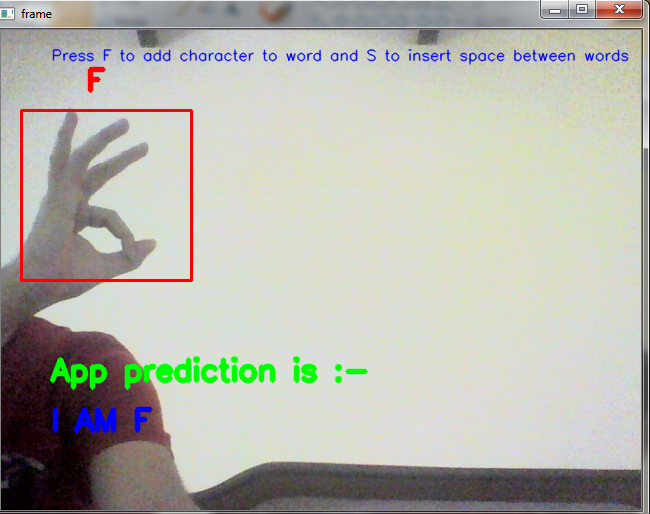 frame
Press F to add character to word and S to insert space between words
F
App prediction is :-
I AM F